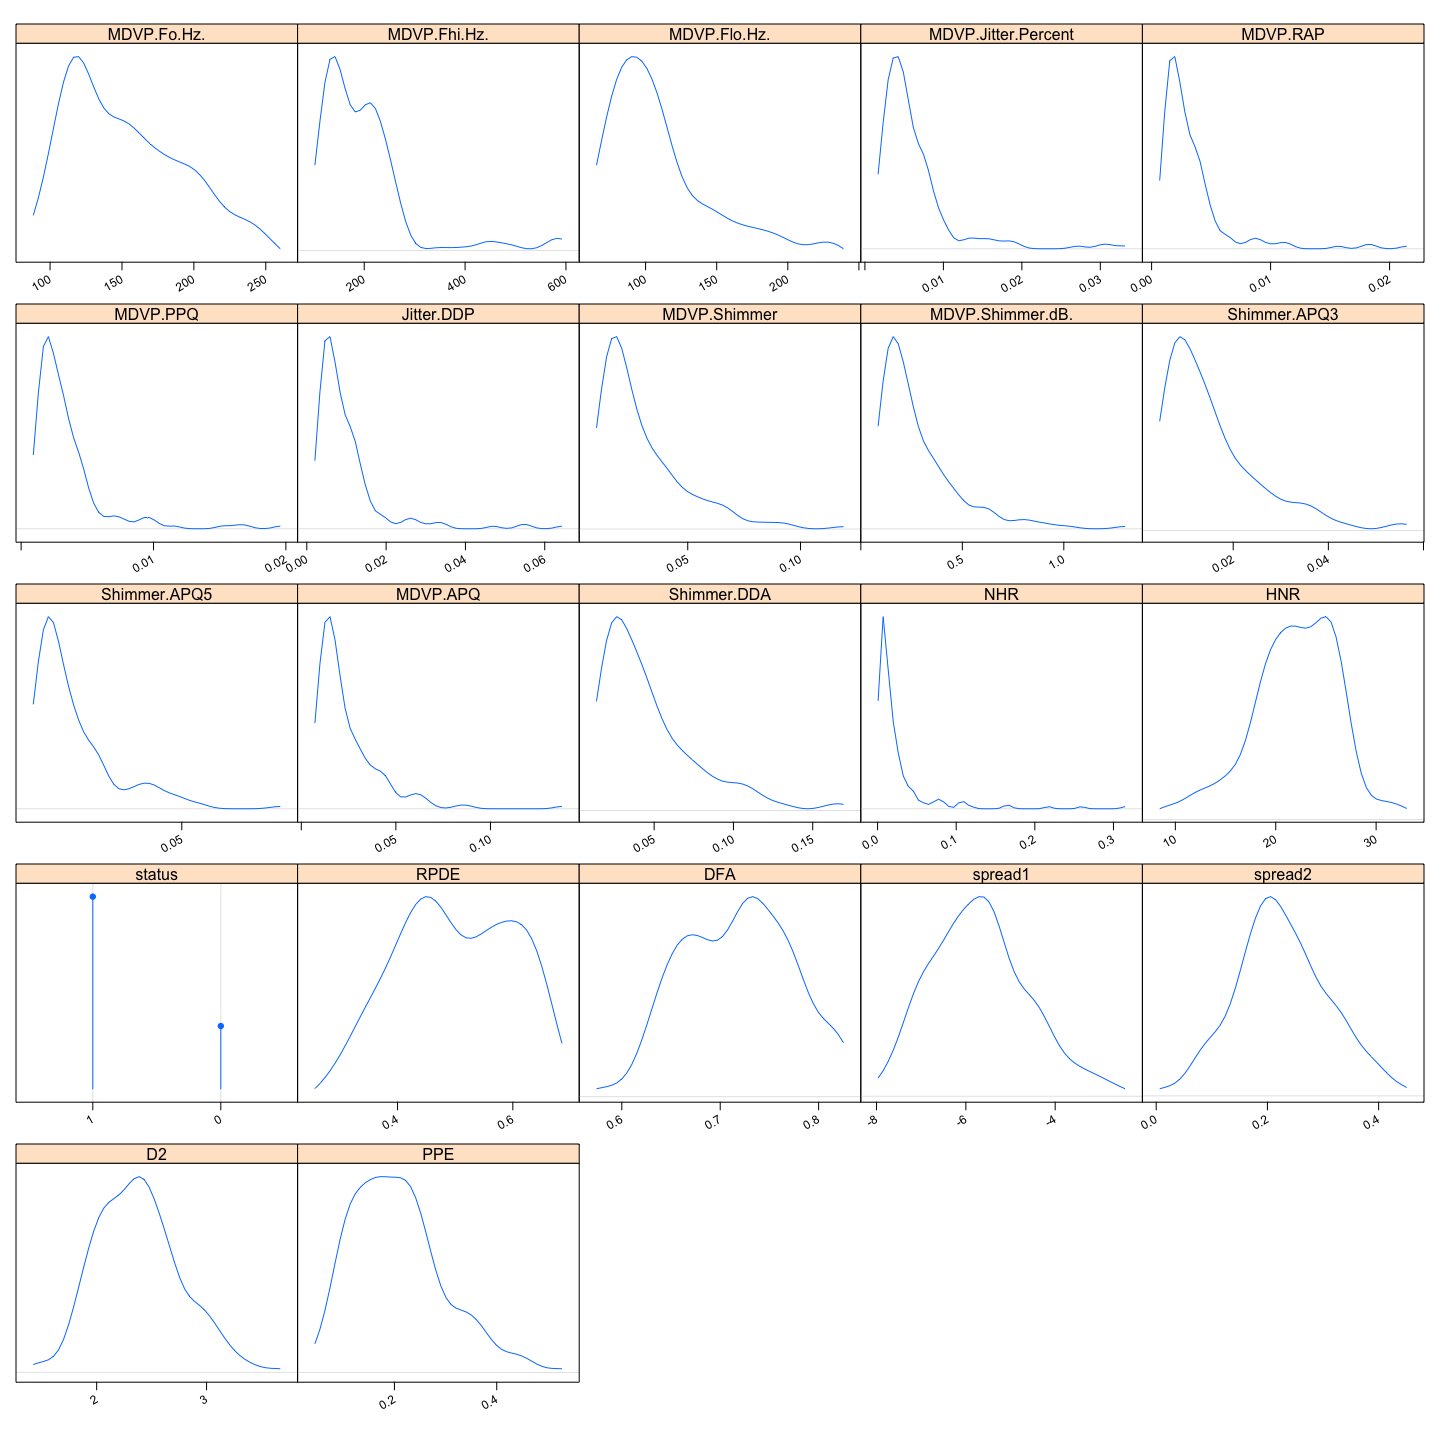 MDVP.Fo.Hz. MDVP.Fhi.Hz. MDVP.Flo.Hz. MDVP.Jitter.Percent MDVP.RAP
100 150 200 250 200 400 600 100 150 200 0.01 0.02 0.03 0.00 0.01 0.02
MDVP.PPQ Jitter.DDP MDVP.Shimmer MDVP.Shimmer.dB. Shimmer.APQ3
0.01 0.02 0.00 0.02 0.04 0.06 0.05 0.10 0.5 1.0 0.02 0.04
Shimmer.APQ5 MDVP.APQ Shimmer.DDA NHR HNR
0.05 0.05 0.10 0.05 0.10 0.15 0.0 0.1 0.2 0.3 10 20 30
status RPDE DFA spread1 spread2
1 0 0.4 0.6 0.6 0.7 0.8 -8 -6 -4 0.0 0.2 0.4
D2 PPE
2 3 0.2 0.4